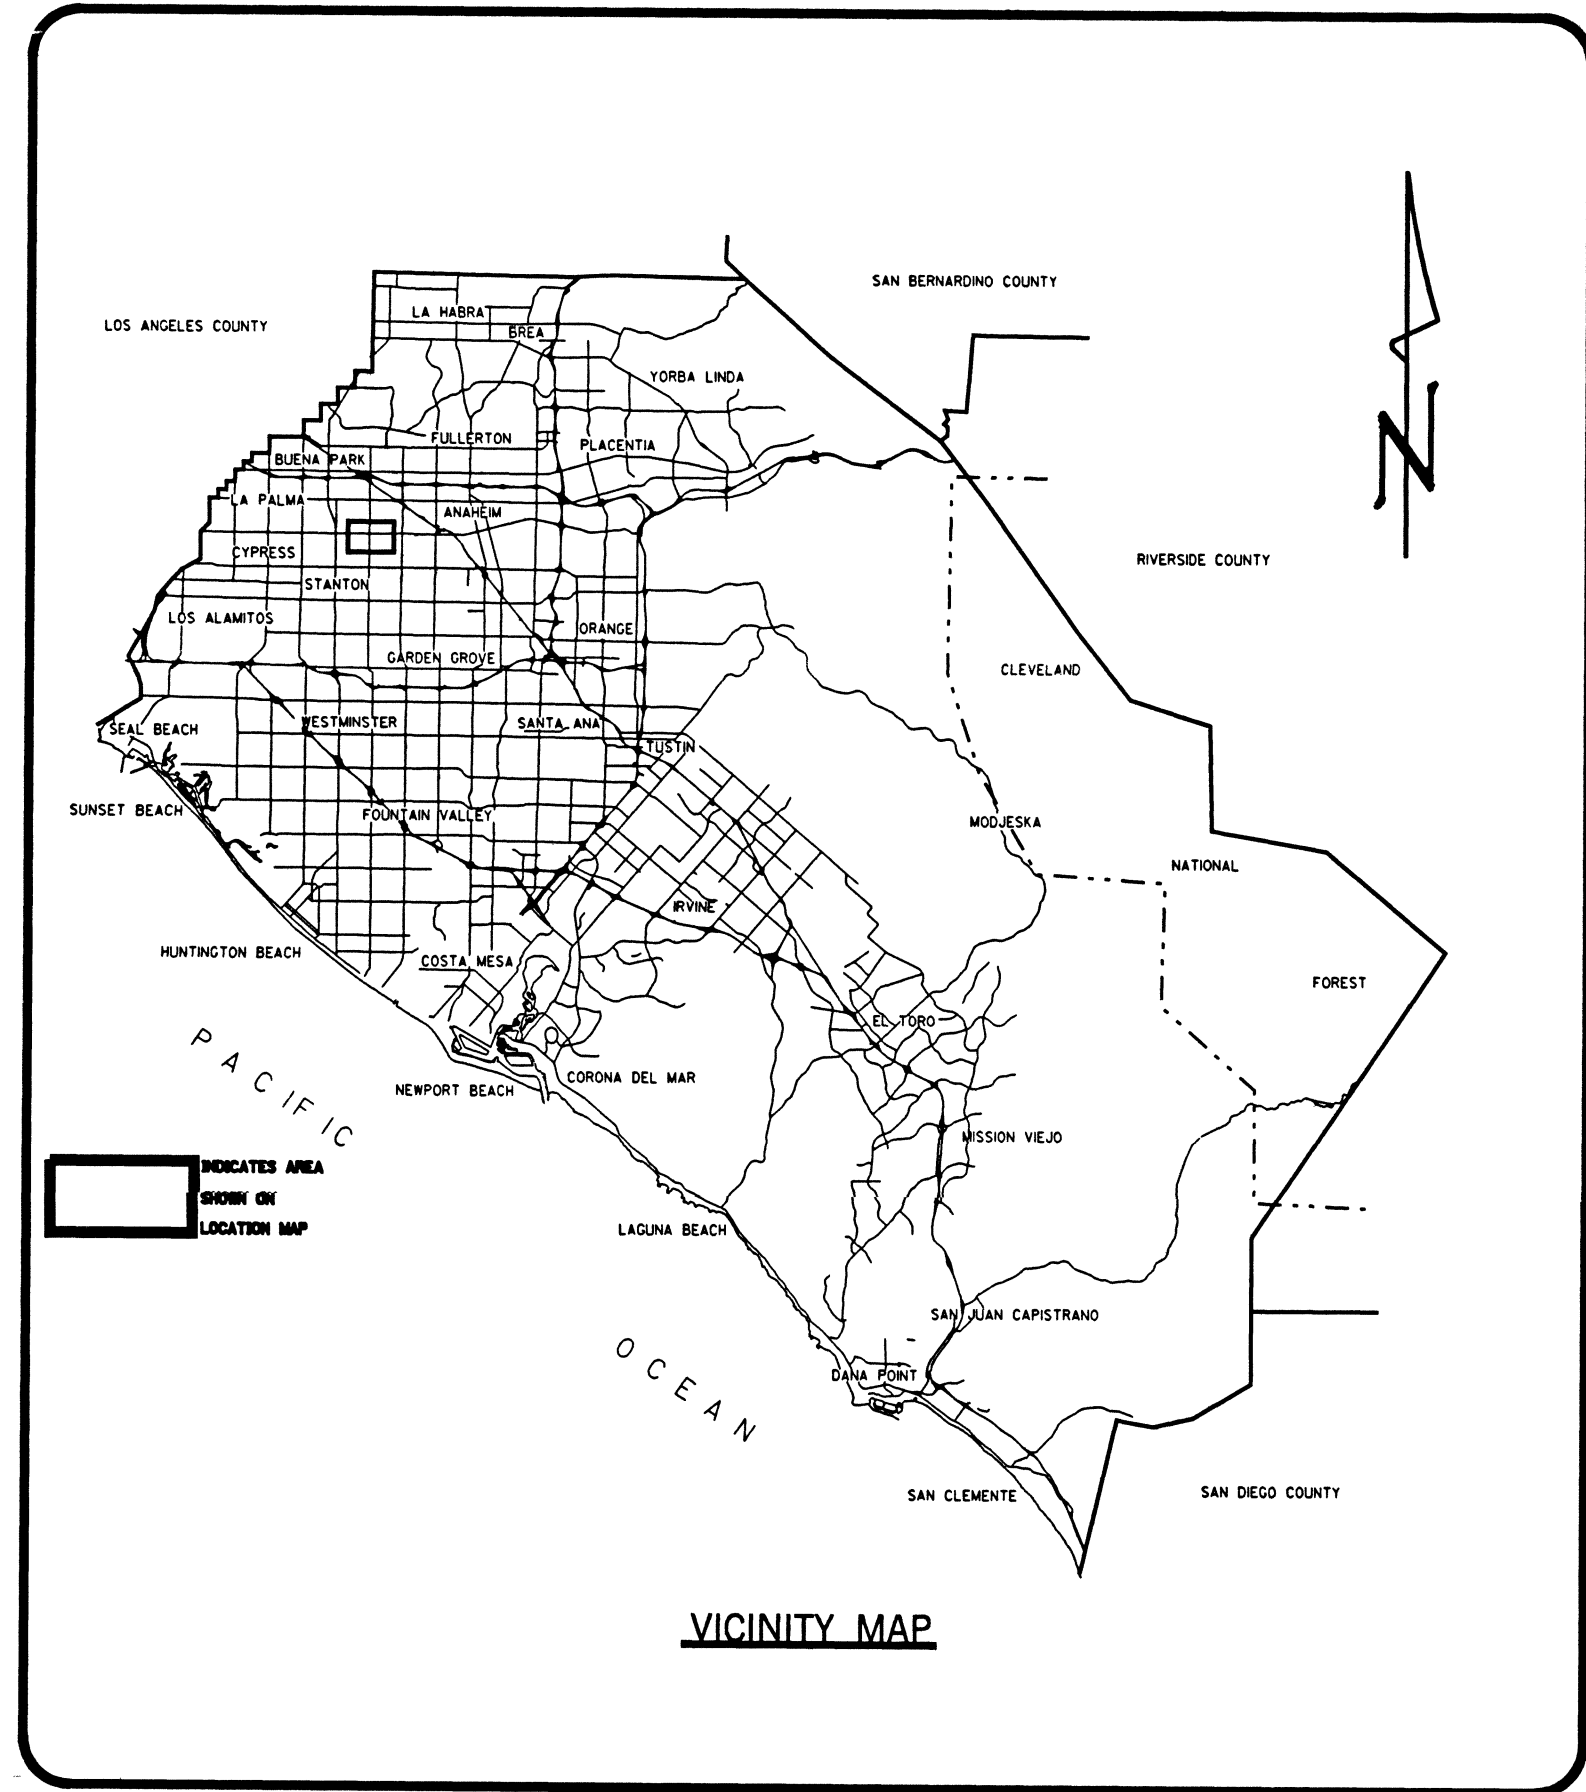 SAN BERNARDINO COUNTY
LOS ANGELES COUNTY
LA HABRA
BREA
YORBA LINDA
FULLERTON
PLACENTIA
BUENA PARK
LA PALMA
ANAHEIM
N
CYPRESS
RIVERSIDE COUNTY
STANTON
LOS ALAMITOS
ORANGE
GARDEN GROVE
CLEVELAND
WESTMINSTER
SANTA ANA
SEAL BEACH
TUSTIN
SUNSET BEACH
FOUNTAIN VALLEY
MODJESKA
NATIONAL
IRVINE
HUNTINGTON BEACH
COSTA MESA
FOREST
EL TORO
PACIFIC
CORONA DEL MAR
NEWPORT BEACH
MISSION VIEJO
INDICATES AREA
SHOWN ON
LOCATION MAP
LAGUNA BEACH
SAN JUAN CAPISTRANO
OCEAN
DANA POINT
SAN CLEMENTE
SAN DIEGO COUNTY
VICINITY MAP